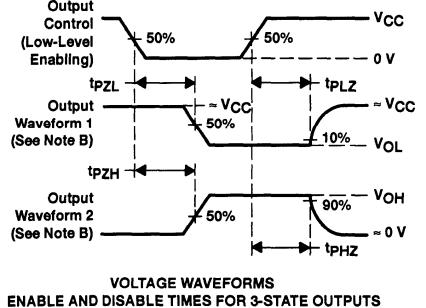 Output
Control
(Low-Level
Enabling)
50%
50%
VCC
0 V
tPZL
tPLZ
Output
Waveform 1
(See Note B)
≈ VCC
50%
≈ VCC
10%
VOL
tPZH
Output
Waveform 2
(See Note B)
50%
VOH
90%
≈ 0 V
tPHZ
VOLTAGE WAVEFORMS
ENABLE AND DISABLE TIMES FOR 3-STATE OUTPUTS